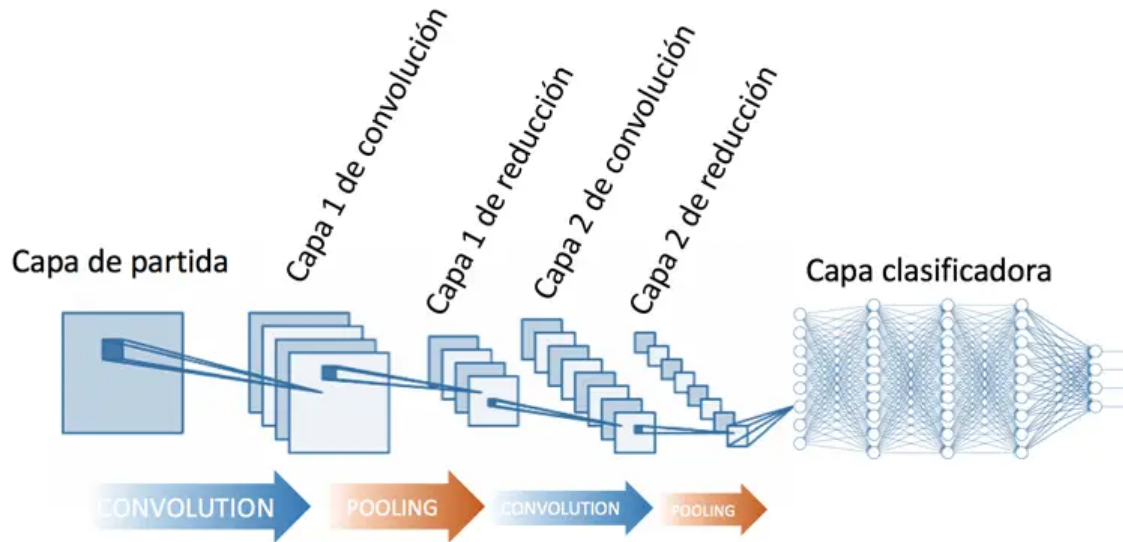 Capa de partida
Capa 1 de convolución
Capa 1 de reducción
Capa 2 de convolución
Capa 2 de reducción
Capa clasificadora
CONVOLUTION
POOLING
CONVOLUTION
POOLING